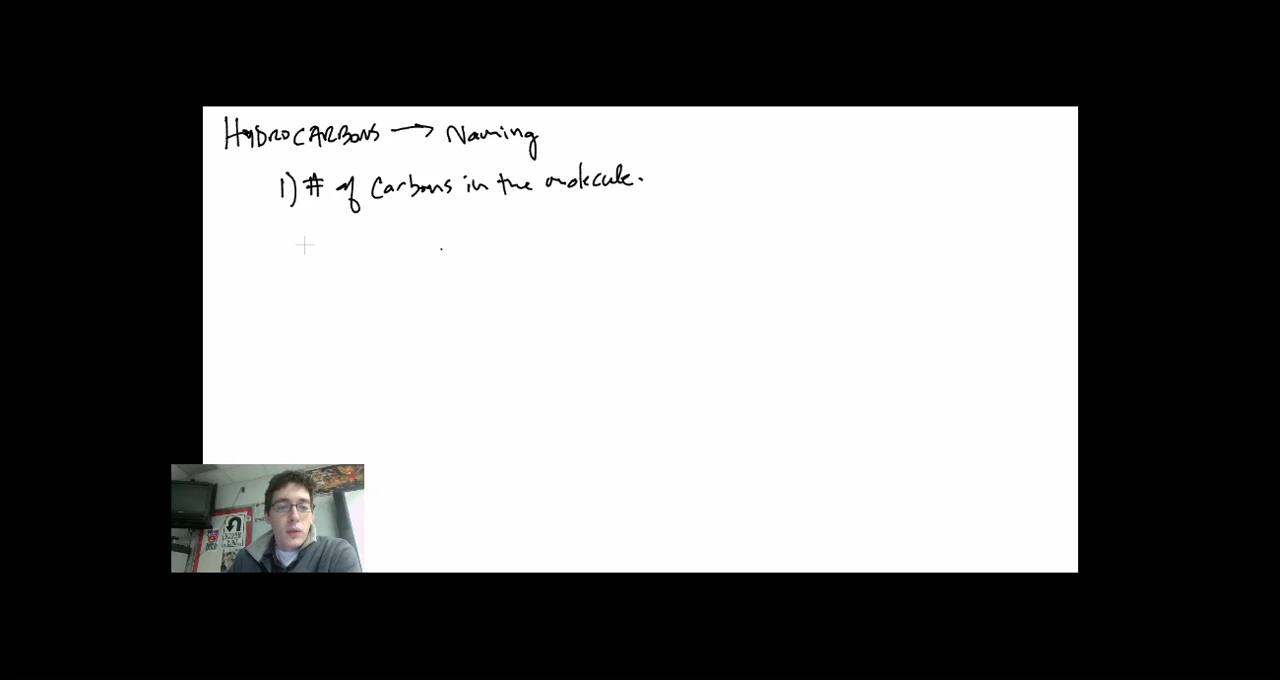 HYDROCARBONS → Naming
1) # of Carbons in the molecule.